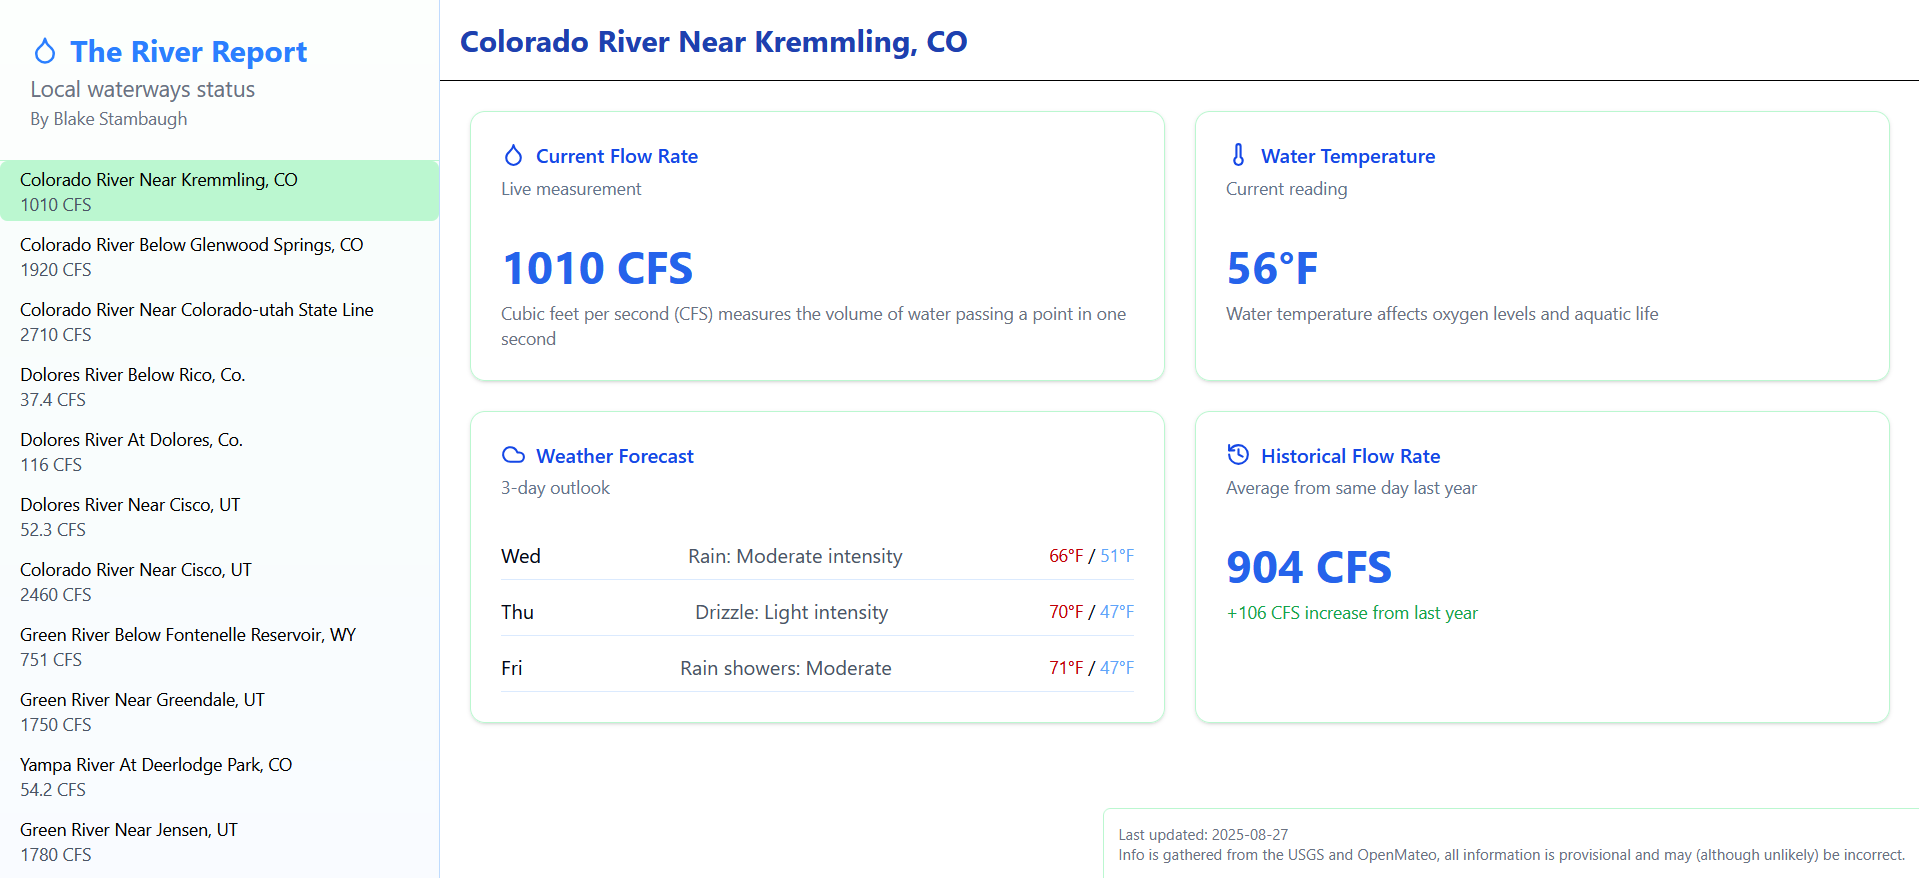 The River Report
Local waterways status
By Blake Stambaugh
Colorado River Near Kremmling, CO
1010 CFS
Colorado River Below Glenwood Springs, CO
1920 CFS
Colorado River Near Colorado-utah State Line
2710 CFS
Dolores River Below Rico, Co.
37.4 CFS
Dolores River At Dolores, Co.
116 CFS
Dolores River Near Cisco, UT
52.3 CFS
Colorado River Near Cisco, UT
2460 CFS
Green River Below Fontenelle Reservoir, WY
751 CFS
Green River Near Greendale, UT
1750 CFS
Yampa River At Deerlodge Park, CO
54.2 CFS
Green River Near Jensen, UT
1780 CFS
Colorado River Near Kremmling, CO
Current Flow Rate
Live measurement
1010 CFS
Cubic feet per second (CFS) measures the volume of water passing a point in one
second
Water Temperature
Current reading
56°F
Water temperature affects oxygen levels and aquatic life
Weather Forecast
3-day outlook
Wed Rain: Moderate intensity 66°F / 51°F
Thu Drizzle: Light intensity 70°F / 47°F
Fri Rain showers: Moderate 71°F / 47°F
Historical Flow Rate
Average from same day last year
904 CFS
+106 CFS increase from last year
Last updated: 2025-08-27
Info is gathered from the USGS and OpenMateo, all information is provisional and may (although unlikely) be incorrect.